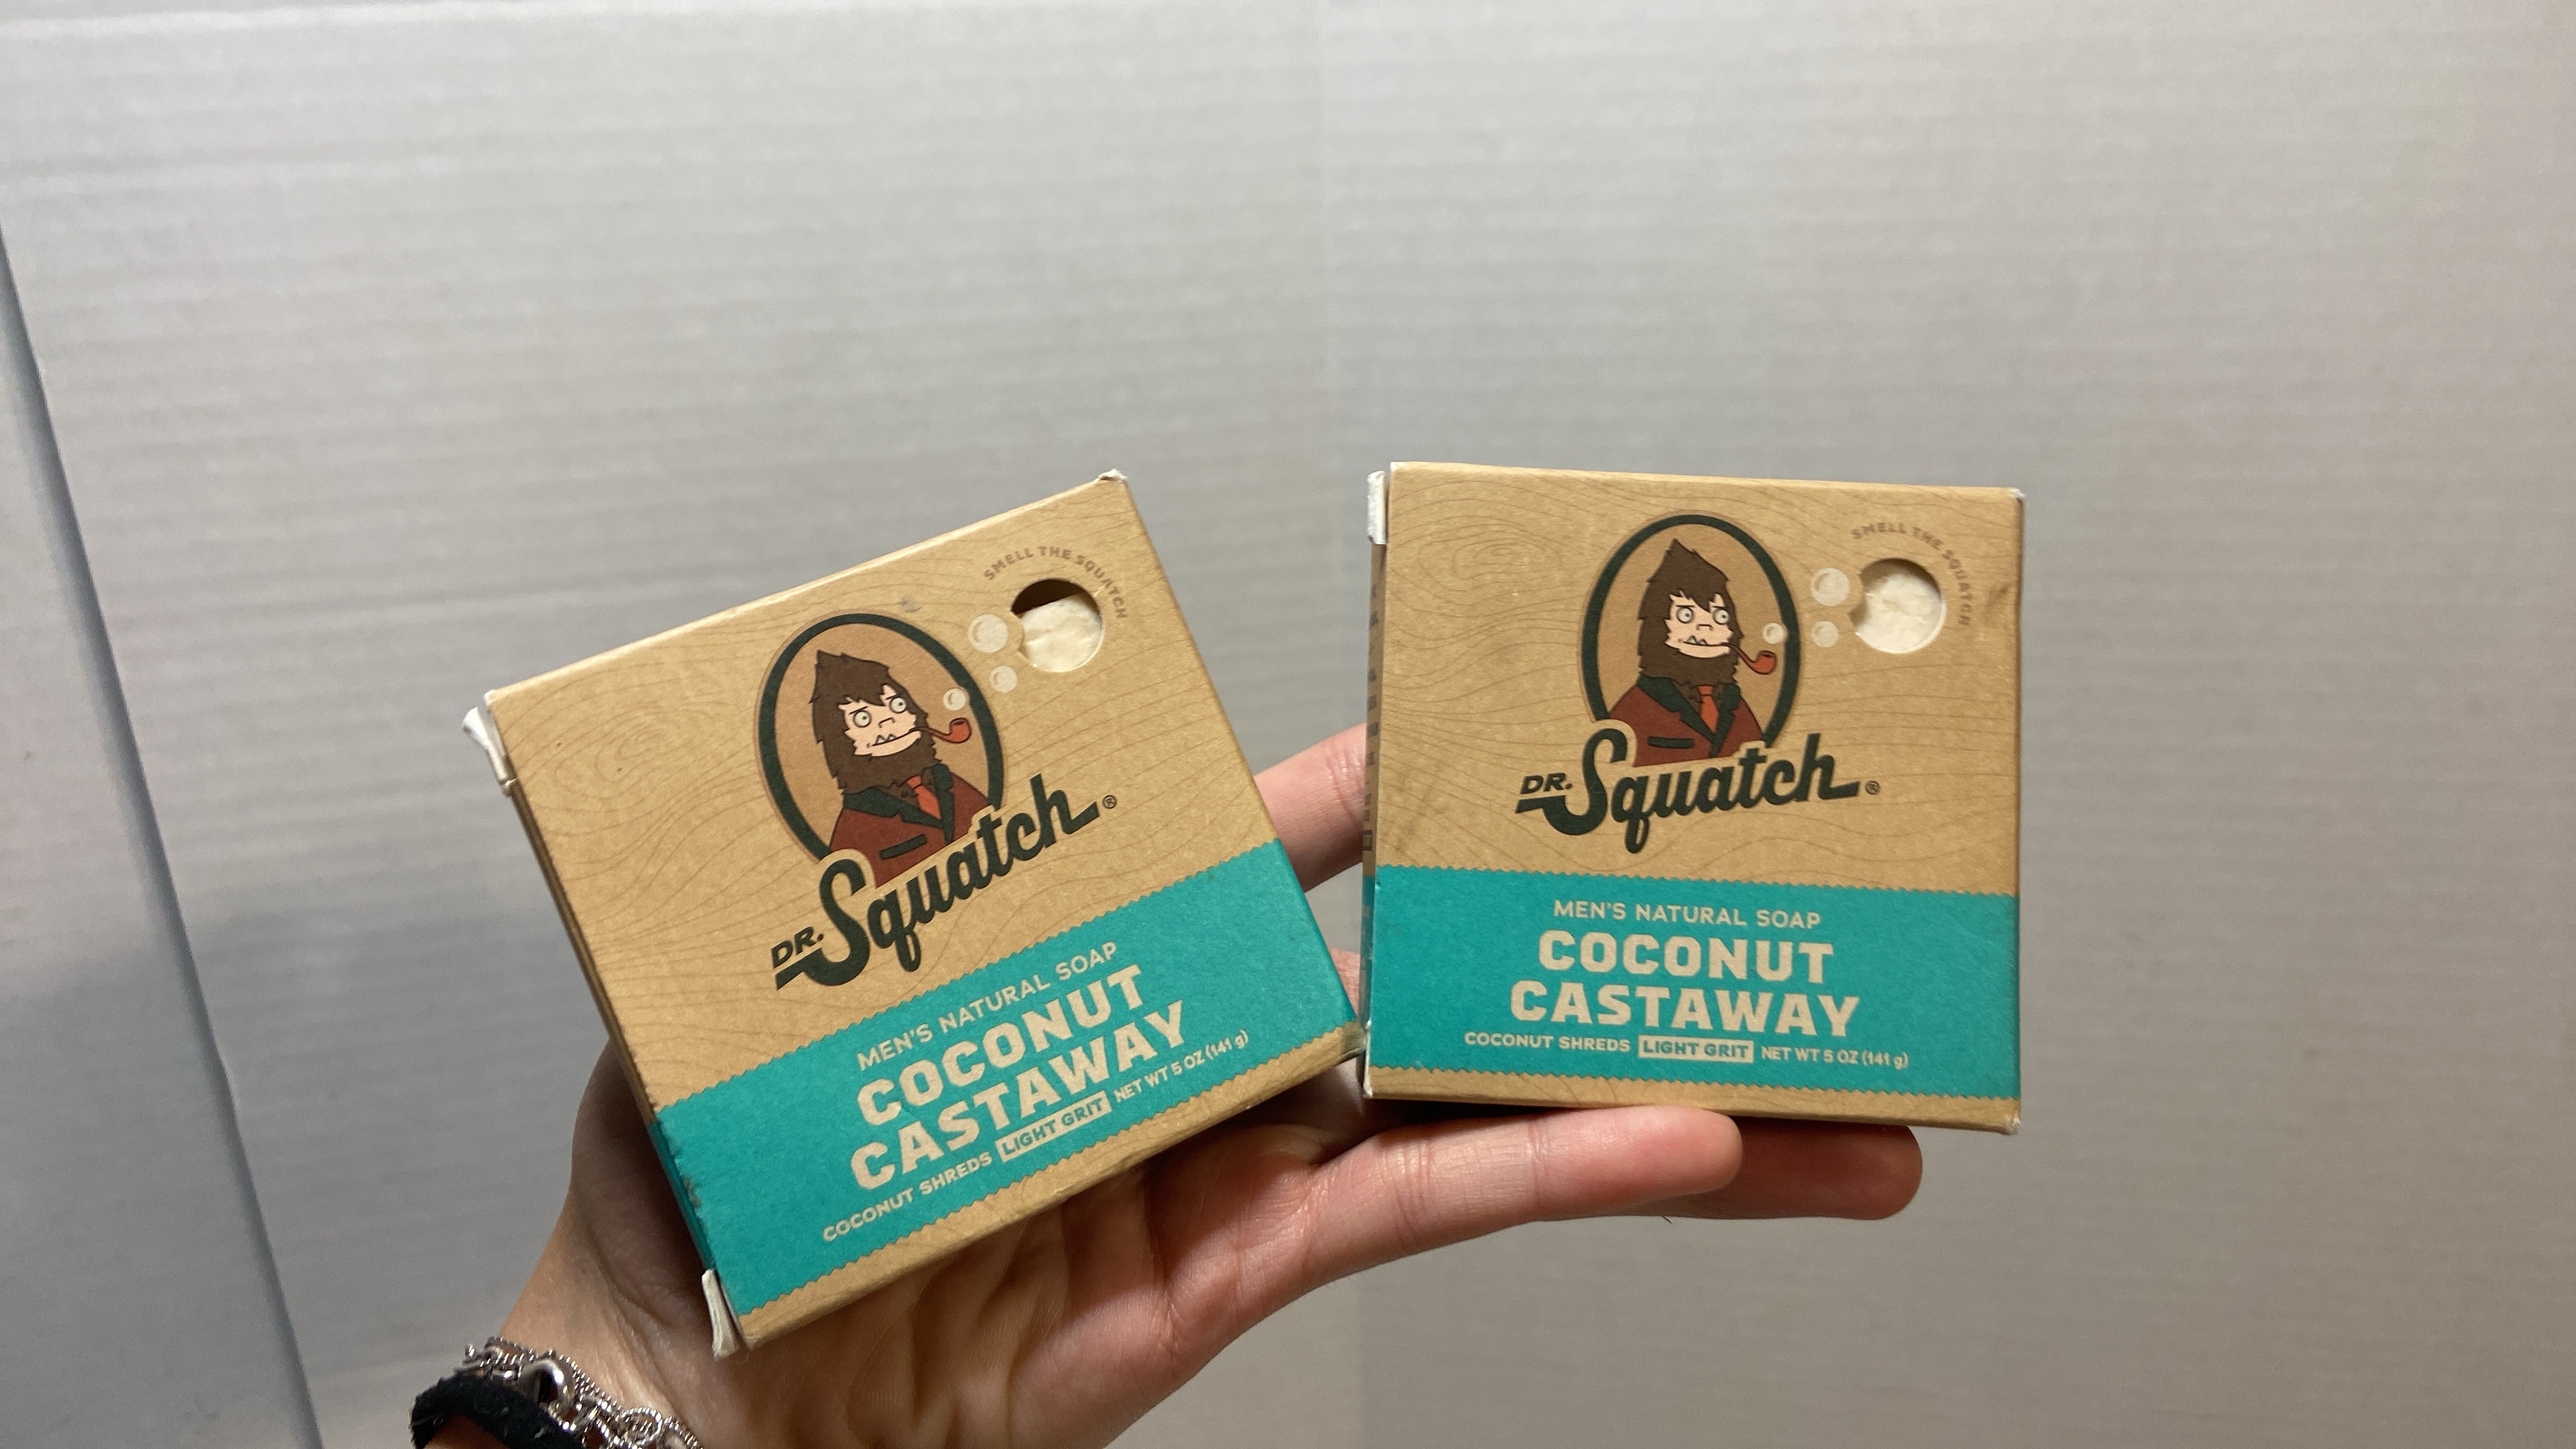 SMELL THE SQUATCH
DR. Squatch®
MEN'S NATURAL SOAP
COCONUT
CASTAWAY
COCONUT SHREDS LIGHT GRIT NET WT 5 OZ (141 g)
SMELL THE SQUATCH
DR. Squatch®
MEN'S NATURAL SOAP
COCONUT
CASTAWAY
COCONUT SHREDS LIGHT GRIT NET WT 5 OZ (141 g)